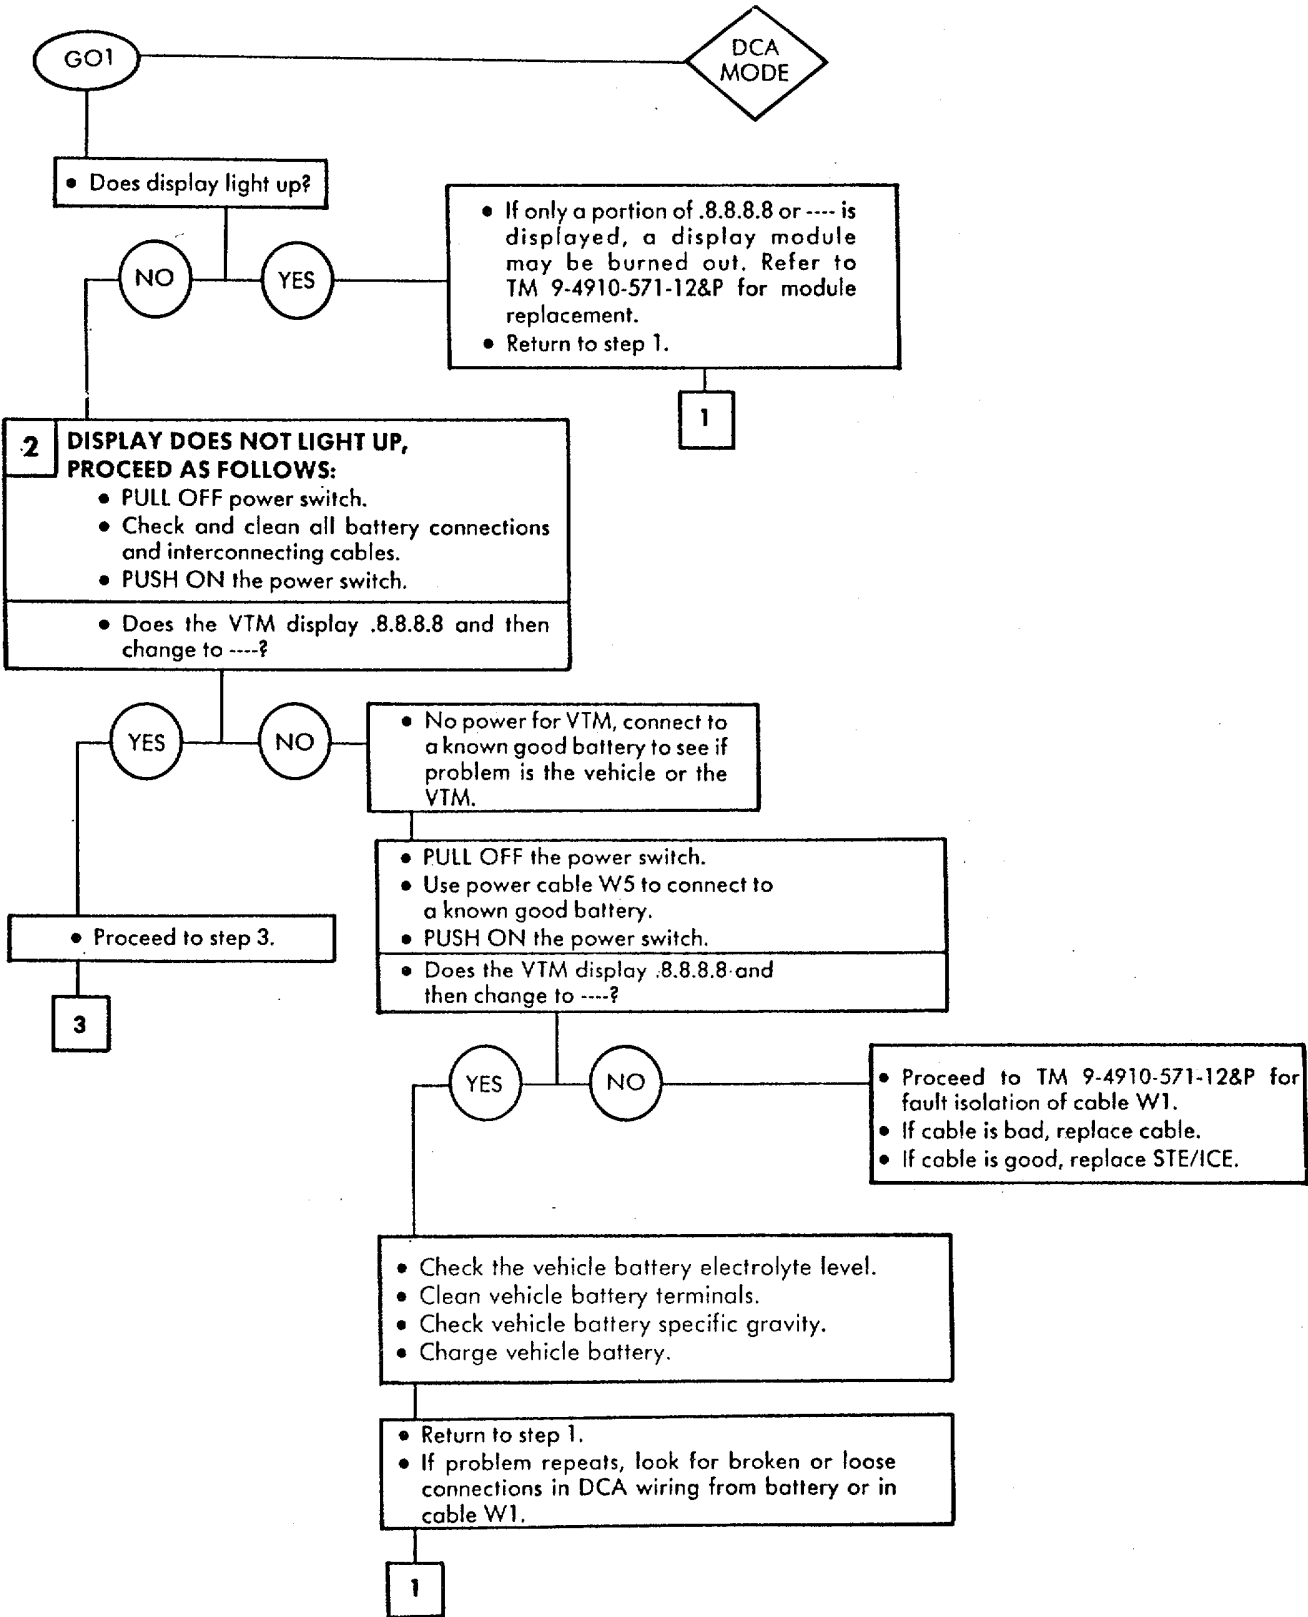 GO1
DCA
MODE
• Does display light up?
NO
YES
• If only a portion of .8.8.8.8 or ---- is
displayed, a display module
may be burned out. Refer to
TM 9-4910-571-12&P for module
replacement.
• Return to step 1.
1
2
DISPLAY DOES NOT LIGHT UP,
PROCEED AS FOLLOWS:
• PULL OFF power switch.
• Check and clean all battery connections
and interconnecting cables.
• PUSH ON the power switch.
• Does the VTM display .8.8.8.8 and then
change to ----?
YES
NO
• No power for VTM, connect to
a known good battery to see if
problem is the vehicle or the
VTM.
• PULL OFF the power switch.
• Use power cable W5 to connect to
a known good battery.
• PUSH ON the power switch.
• Does the VTM display .8.8.8.8 and
then change to ----?
• Proceed to step 3.
3
YES
NO
• Proceed to TM 9-4910-571-12&P for
fault isolation of cable W1.
• If cable is bad, replace cable.
• If cable is good, replace STE/ICE.
• Check the vehicle battery electrolyte level.
• Clean vehicle battery terminals.
• Check vehicle battery specific gravity.
• Charge vehicle battery.
• Return to step 1.
• If problem repeats, look for broken or loose
connections in DCA wiring from battery or in
cable W1.
1